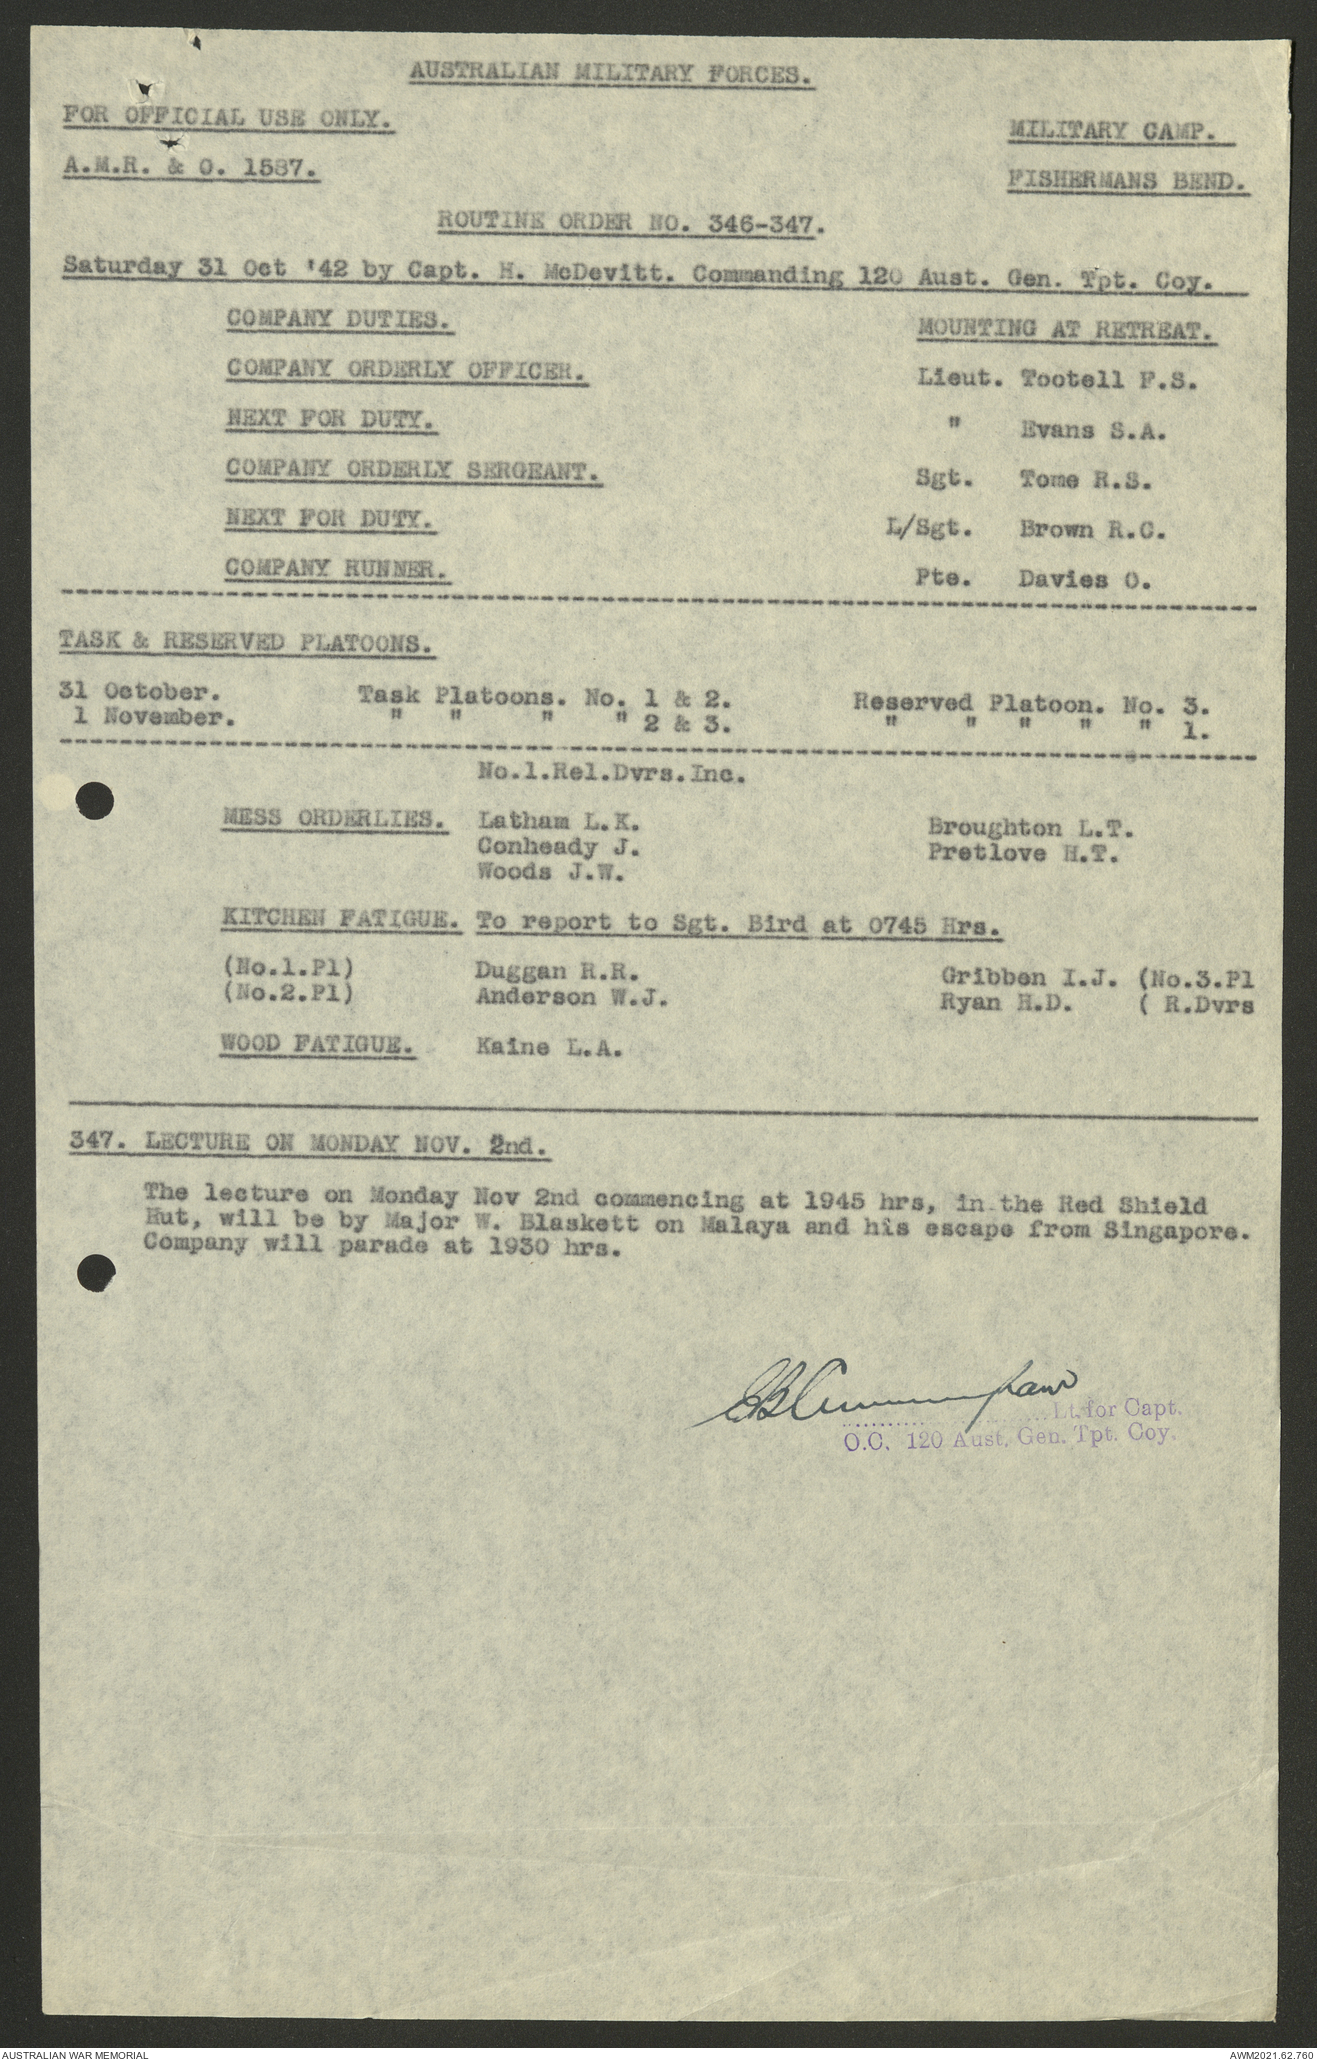 AUSTRALIAN MILITARY FORCES.
FOR OFFICIAL USE ONLY.
MILITARY CAMP.
A.M.R. & O. 1587.
FISHERMANS BEND.
ROUTINE ORDER NO. 346-347.
Saturday 31 Oct '42 by Capt. H. McDevitt. Commanding 120 Aust. Gen. Tpt. Coy.
COMPANY DUTIES. MOUNTING AT RETREAT.
COMPANY ORDERLY OFFICER. Lieut. Tootell F.S.
NEXT FOR DUTY. " Evans S.A.
COMPANY ORDERLY SERGEANT. Sgt. Tome R.S.
NEXT FOR DUTY. L/Sgt. Brown R.C.
COMPANY RUNNER. Pte. Davies O.
TASK & RESERVED PLATOONS.
31 October. Task Platoons. No. 1 & 2. Reserved Platoon. No. 3.
1 November. " " " " 2 & 3. " " " " " 1.
No.1.Rel.Dvrs.Inc.
MESS ORDERLIES. Latham L.K. Broughton L.T.
Conheady J. Pretlove H.T.
Woods J.W.
KITCHEN FATIGUE. To report to Sgt. Bird at 0745 Hrs.
(No.1.Pl) Duggan R.R. Gribben I.J. (No.3.Pl
(No.2.Pl) Anderson W.J. Ryan H.D. ( R.Dvrs
WOOD FATIGUE. Kaine L.A.
347. LECTURE ON MONDAY NOV. 2nd.
The lecture on Monday Nov 2nd commencing at 1945 hrs, in the Red Shield
Hut, will be by Major W. Blaskett on Malaya and his escape from Singapore.
Company will parade at 1930 hrs.
Cunningham
Lt. for Capt.
O.C. 120 Aust. Gen. Tpt. Coy.
AUSTRALIAN WAR MEMORIAL
AWM2021.62.760